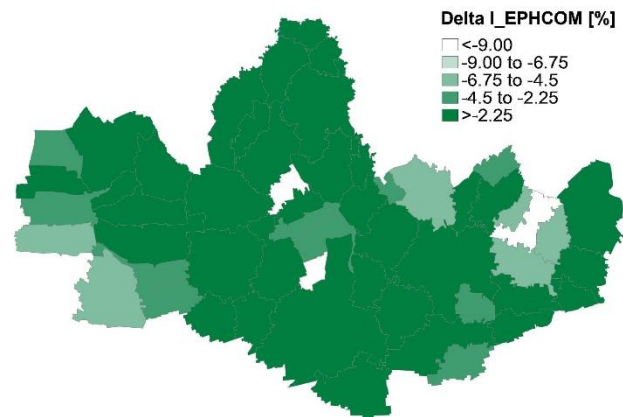 Delta I_EPHCOM [%]
<-9.00
-9.00 to -6.75
-6.75 to -4.5
-4.5 to -2.25
>-2.25